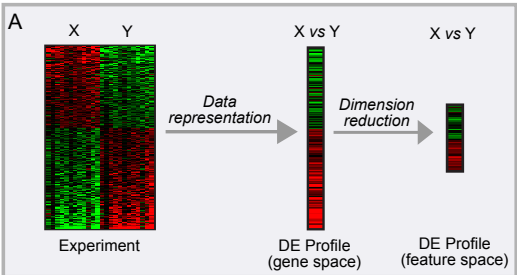 A
X Y
X vs Y
X vs Y
Data
representation
Dimension
reduction
Experiment
DE Profile
(gene space)
DE Profile
(feature space)